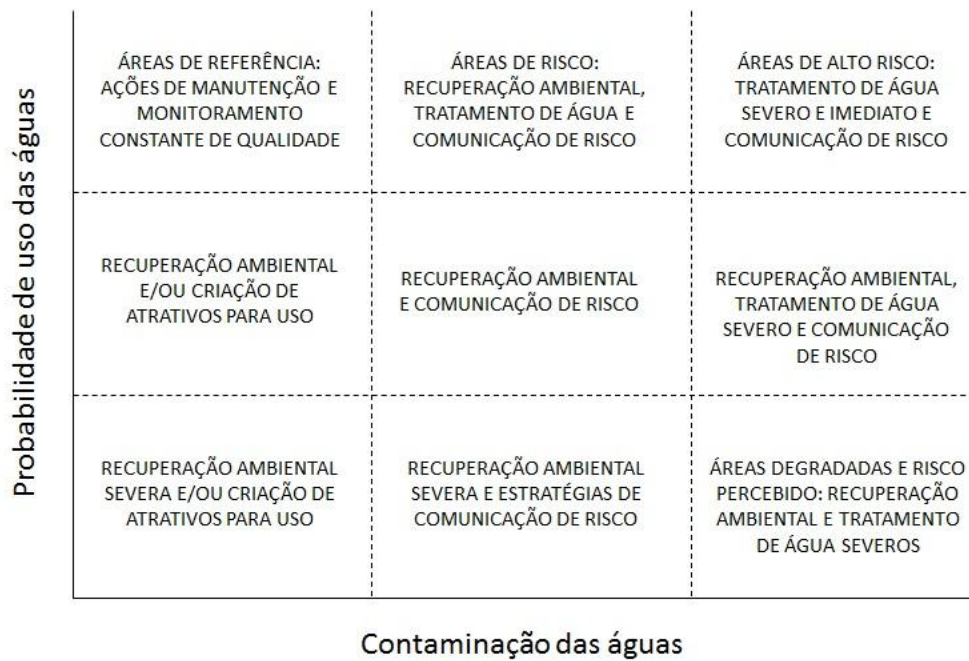 Probabilidade de uso das águas
ÁREAS DE REFERÊNCIA:
AÇÕES DE MANUTENÇÃO E
MONITORAMENTO
CONSTANTE DE QUALIDADE
ÁREAS DE RISCO:
RECUPERAÇÃO AMBIENTAL,
TRATAMENTO DE ÁGUA E
COMUNICAÇÃO DE RISCO
ÁREAS DE ALTO RISCO:
TRATAMENTO DE ÁGUA
SEVERO E IMEDIATO E
COMUNICAÇÃO DE RISCO
RECUPERAÇÃO AMBIENTAL
E/OU CRIAÇÃO DE
ATRATIVOS PARA USO
RECUPERAÇÃO AMBIENTAL
E COMUNICAÇÃO DE RISCO
RECUPERAÇÃO AMBIENTAL,
TRATAMENTO DE ÁGUA
SEVERO E COMUNICAÇÃO
DE RISCO
RECUPERAÇÃO AMBIENTAL
SEVERA E/OU CRIAÇÃO DE
ATRATIVOS PARA USO
RECUPERAÇÃO AMBIENTAL
SEVERA E ESTRATÉGIAS DE
COMUNICAÇÃO DE RISCO
ÁREAS DEGRADADAS E RISCO
PERCEBIDO: RECUPERAÇÃO
AMBIENTAL E TRATAMENTO
DE ÁGUA SEVEROS
Contaminação das águas